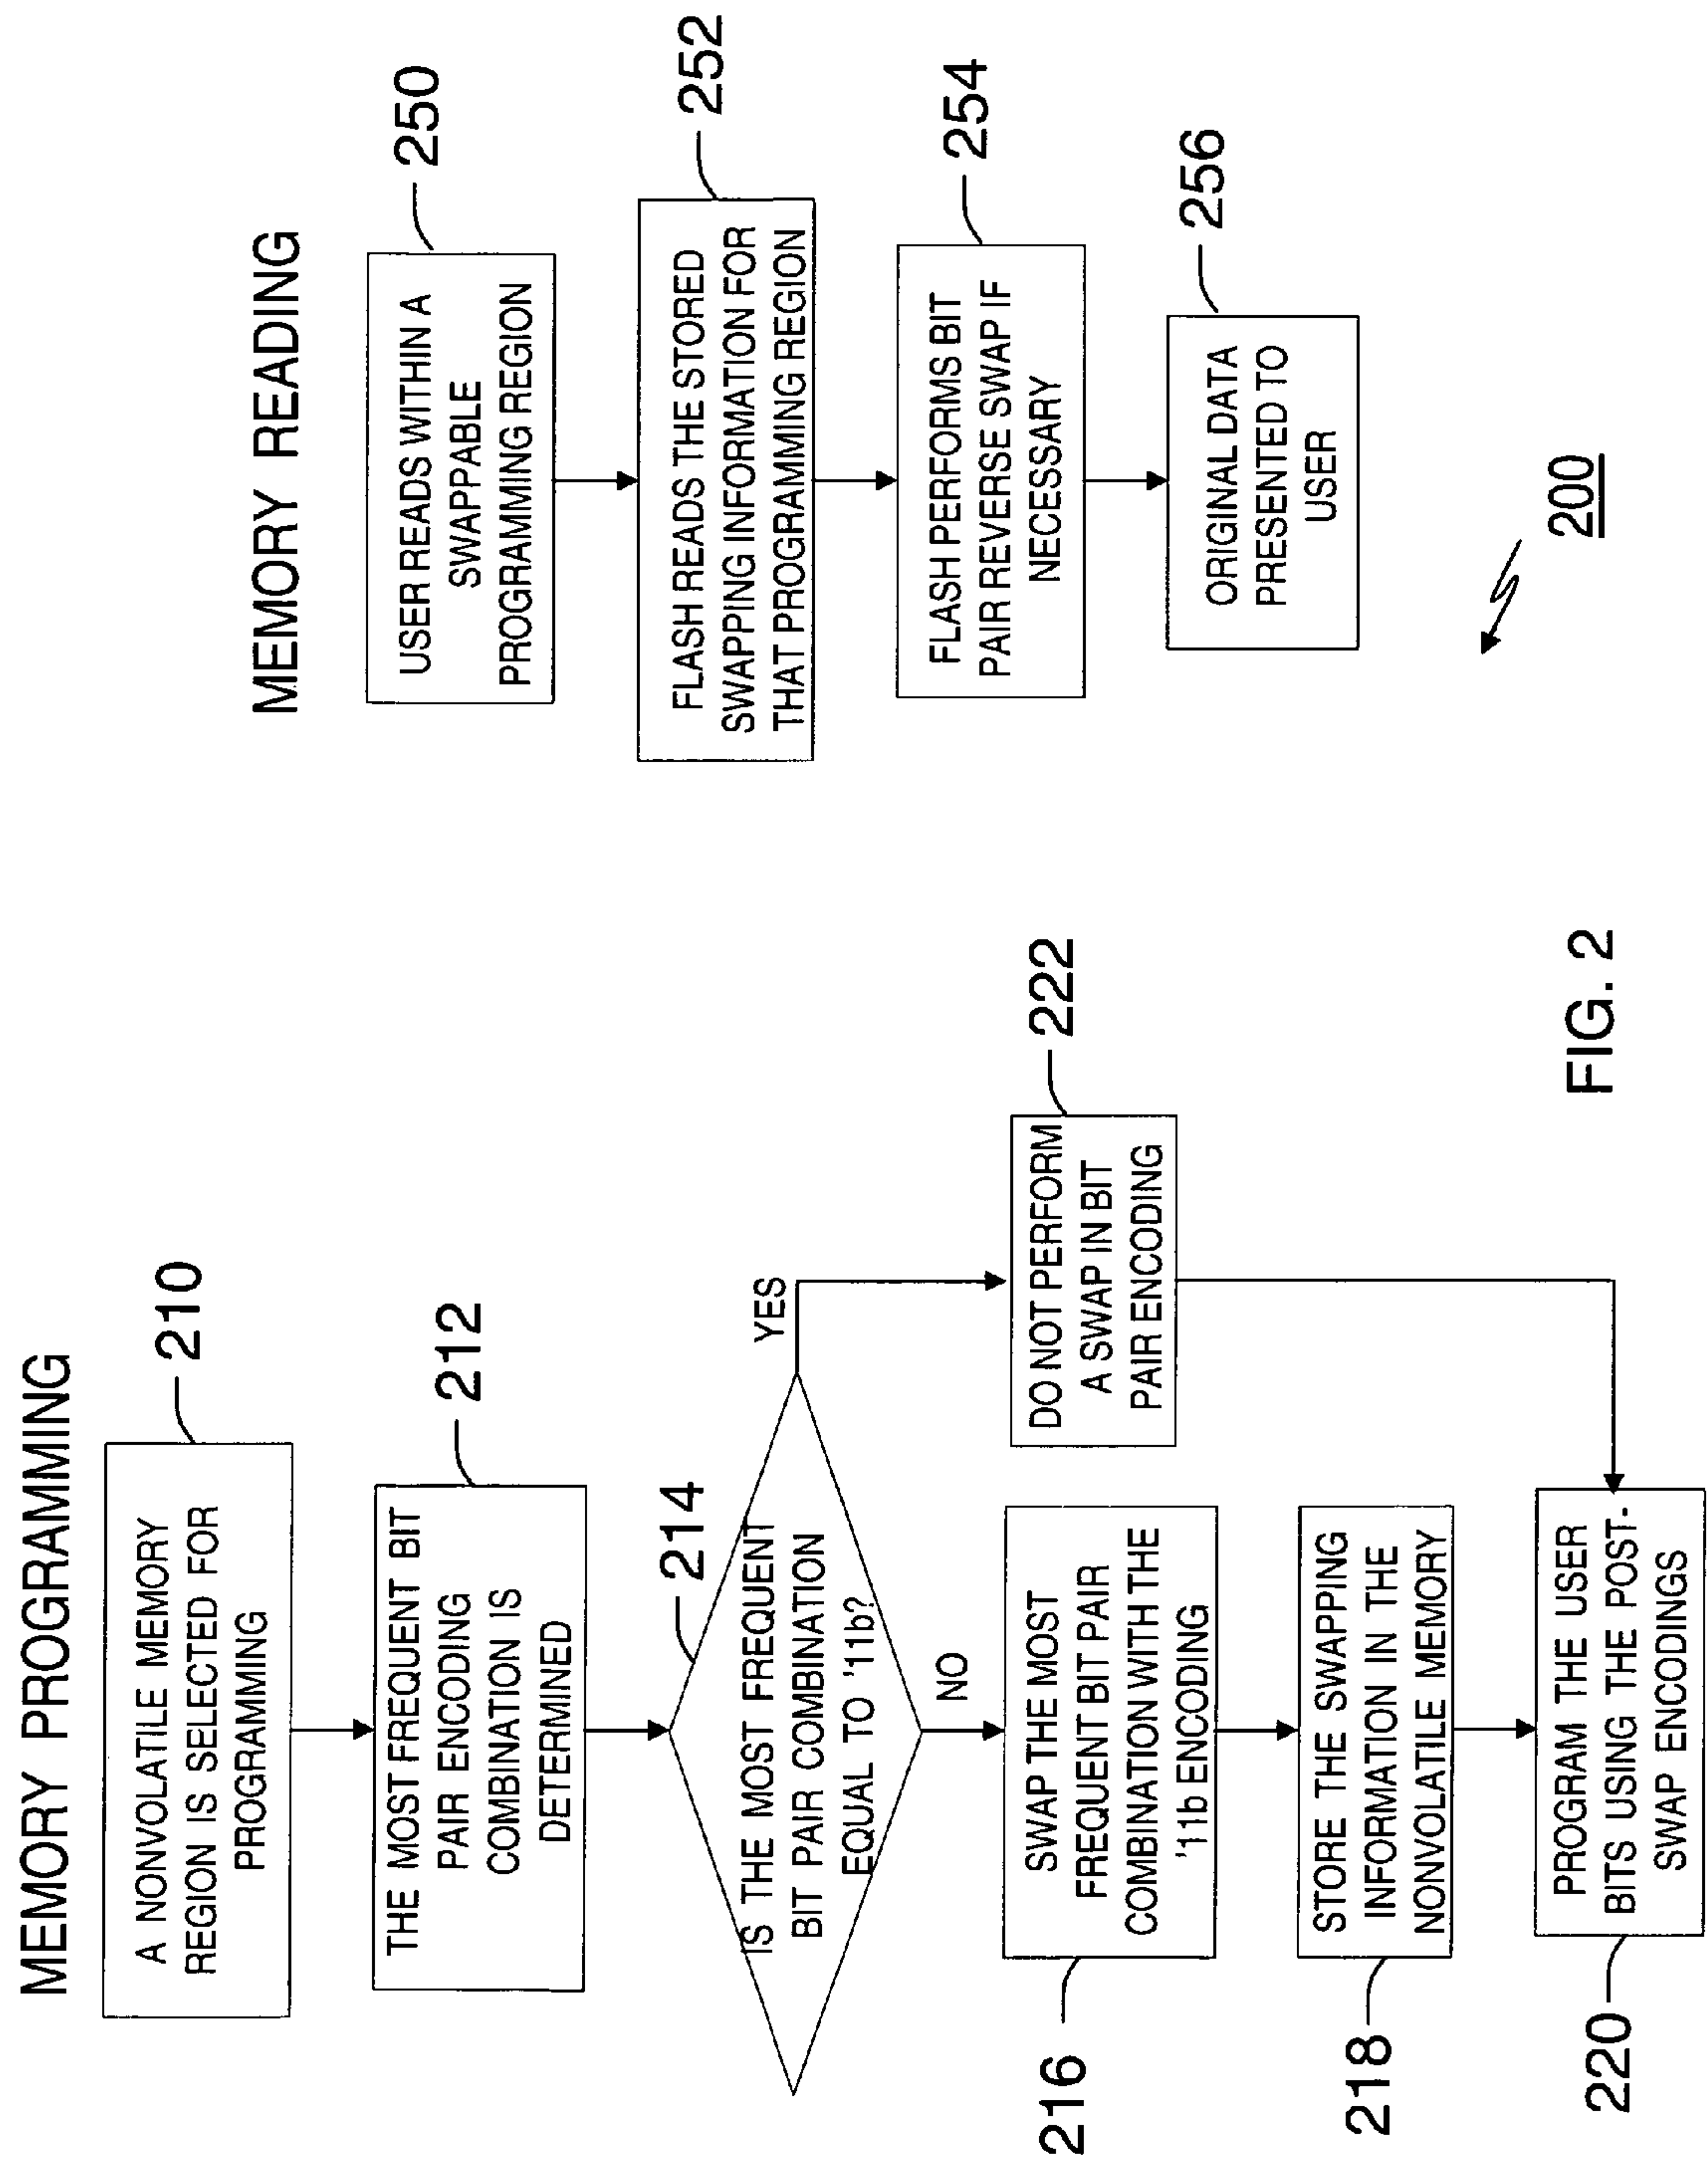 MEMORY PROGRAMMING
210
A NONVOLATILE MEMORY
REGION IS SELECTED FOR
PROGRAMMING
212
THE MOST FREQUENT BIT
PAIR ENCODING
COMBINATION IS
DETERMINED
214
IS THE MOST FREQUENT
BIT PAIR COMBINATION
EQUAL TO '11b?
YES
NO
216
SWAP THE MOST
FREQUENT BIT PAIR
COMBINATION WITH THE
'11b ENCODING
222
DO NOT PERFORM
A SWAP IN BIT
PAIR ENCODING
218
STORE THE SWAPPING
INFORMATION IN THE
NONVOLATILE MEMORY
220
PROGRAM THE USER
BITS USING THE POST-
SWAP ENCODINGS
MEMORY READING
250
USER READS WITHIN A
SWAPPABLE
PROGRAMMING REGION
252
FLASH READS THE STORED
SWAPPING INFORMATION FOR
THAT PROGRAMMING REGION
254
FLASH PERFORMS BIT
PAIR REVERSE SWAP IF
NECESSARY
256
ORIGINAL DATA
PRESENTED TO
USER
200
FIG. 2